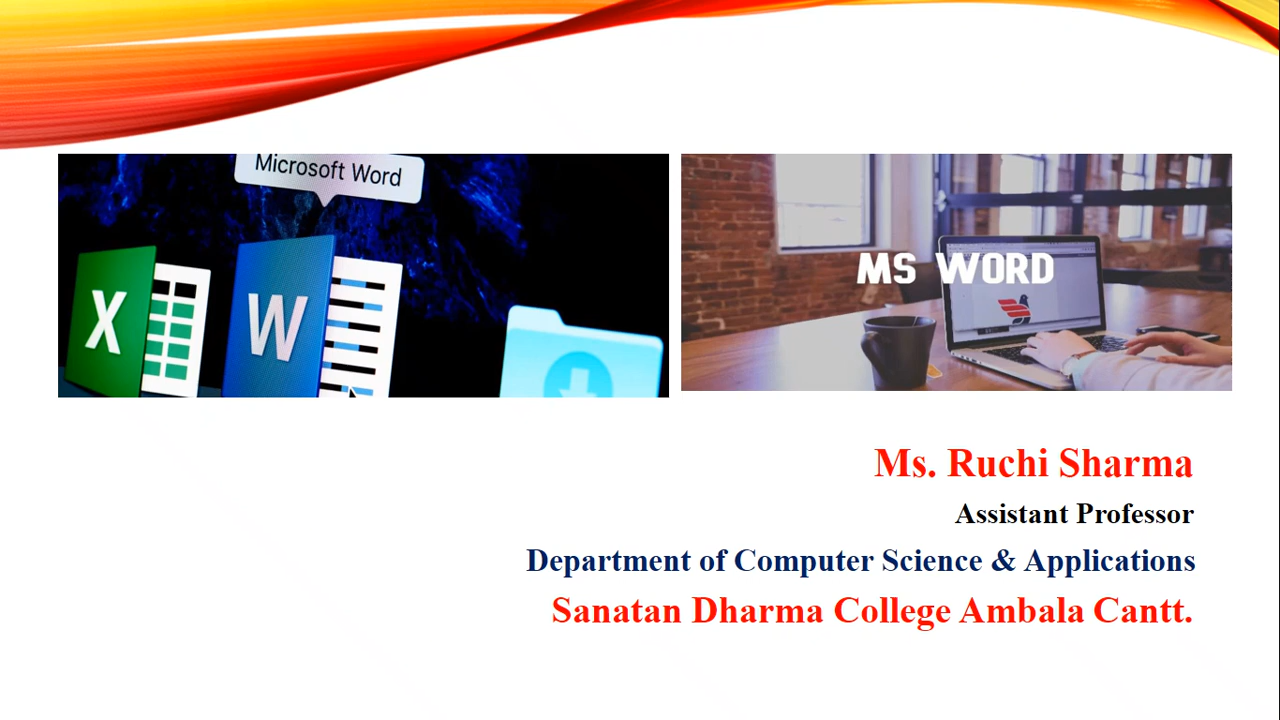 Microsoft Word
X
W
MS WORD
Ms. Ruchi Sharma
Assistant Professor
Department of Computer Science & Applications
Sanatan Dharma College Ambala Cantt.